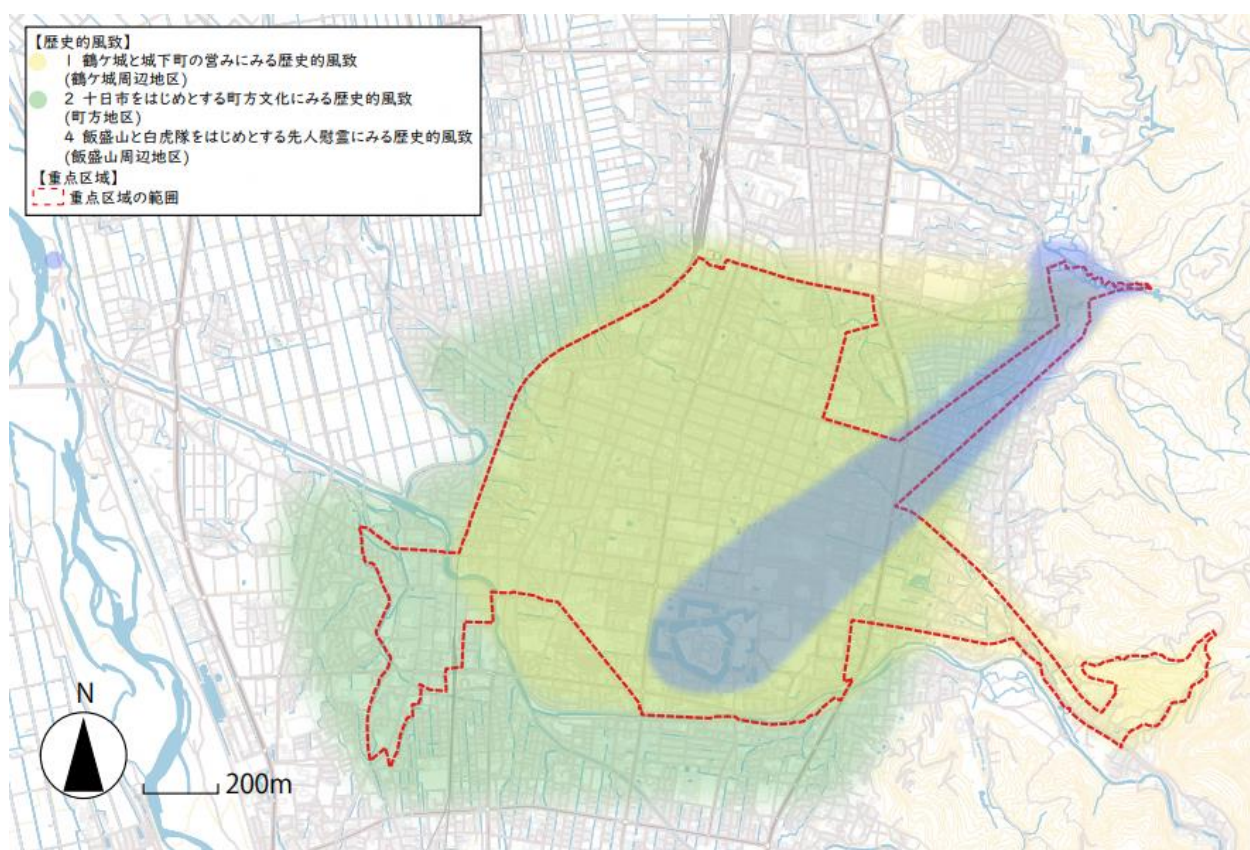 【歴史的風致】
1 鶴ケ城と城下町の営みにみる歴史的風致
(鶴ケ城周辺地区)
2 十日市をはじめとする町方文化にみる歴史的風致
(町方地区)
4 飯盛山と白虎隊をはじめとする先人慰霊にみる歴史的風致
(飯盛山周辺地区)
【重点区域】
重点区域の範囲
N
200m